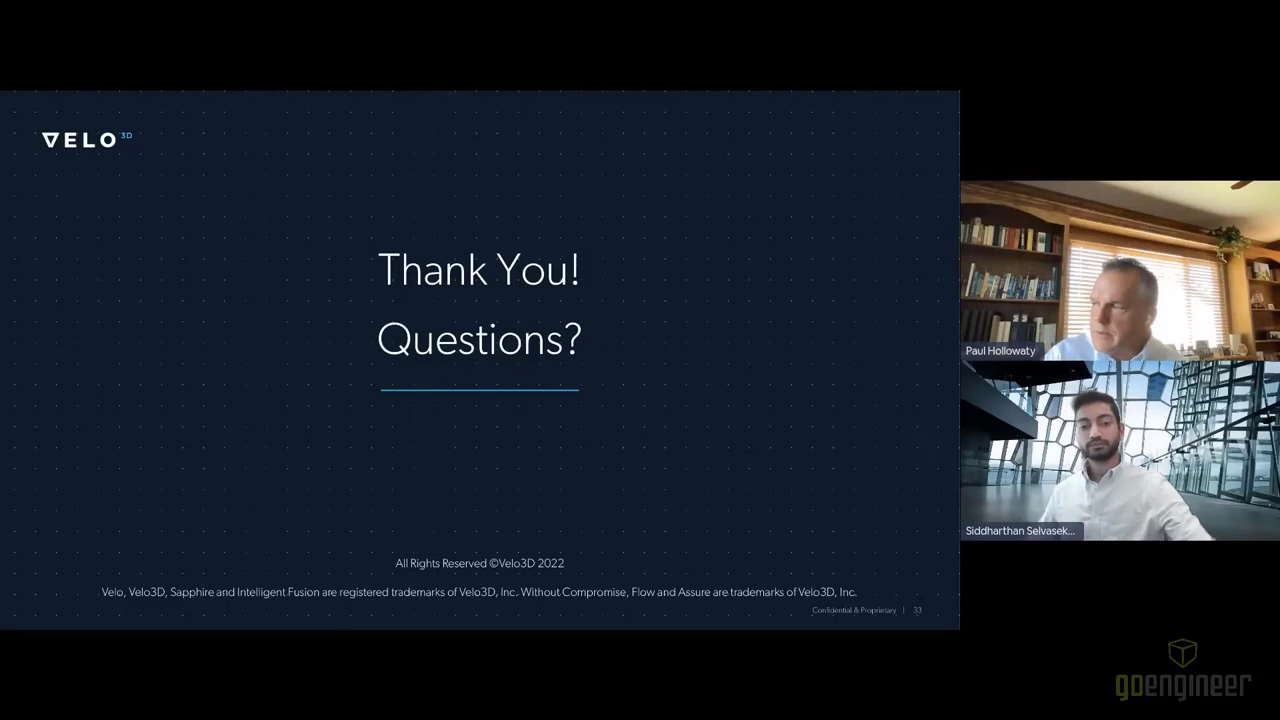 VELO 3D
Thank You!
Questions?
All Rights Reserved ©Velo3D 2022
Velo, Velo3D, Sapphire and Intelligent Fusion are registered trademarks of Velo3D, Inc. Without Compromise, Flow and Assure are trademarks of Velo3D, Inc.
Confidential & Proprietary | 33
Paul Hollowaty
Siddharthan Selvasek...
goengineer